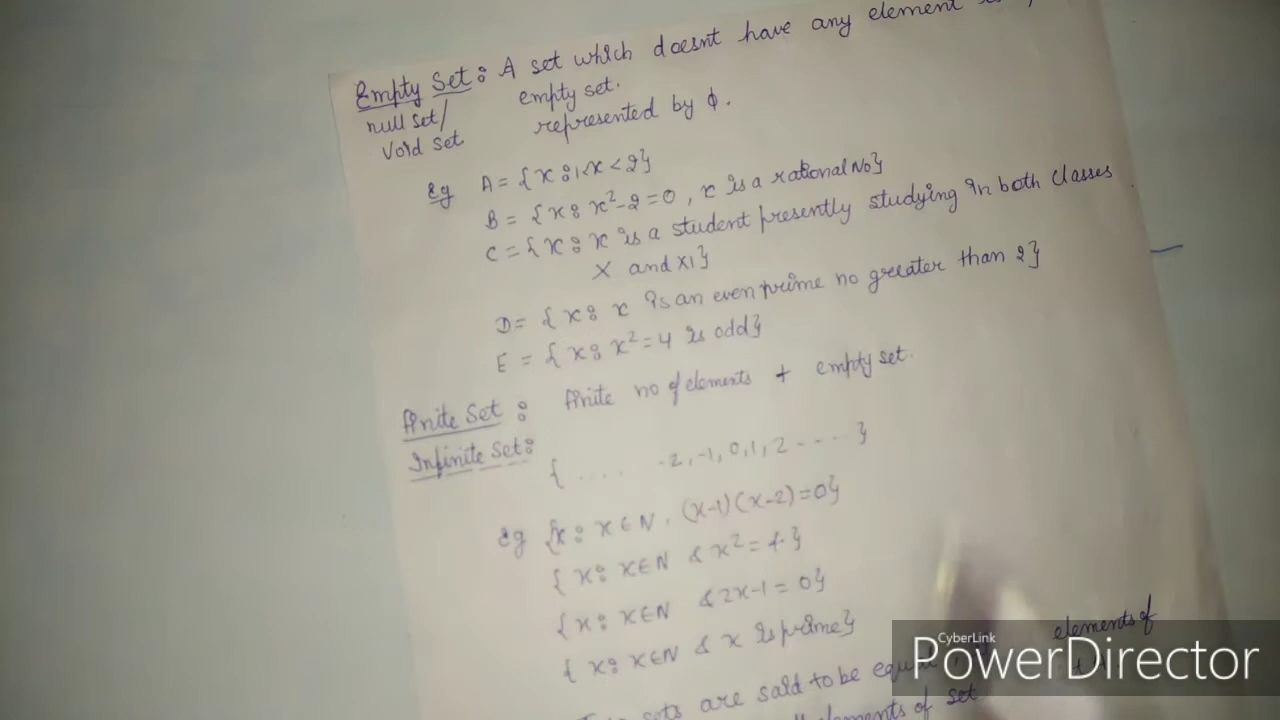 Empty Set : A set which doesnt have any element
null set/ empty set.
Void set represented by ϕ.
Eg A = {x : 1<x<2}
B = {x : x²-2=0, x is a rational No}
C = {x : x is a student presently studying in both classes
X and XI}
D = {x : x is an even prime no greater than 2}
E = {x : x²=4 is odd}
Finite Set : finite no of elements + empty set.
Infinite Set :
{ .... -2, -1, 0, 1, 2 ---- }
Eg {x : x∈N, (x-1)(x-2)=0}
{x : x∈N & x²=4}
{x : x∈N & 2x-1=0}
{x : x∈N & x is prime}
sets are said to be elements of
elements of set
CyberLink
PowerDirector